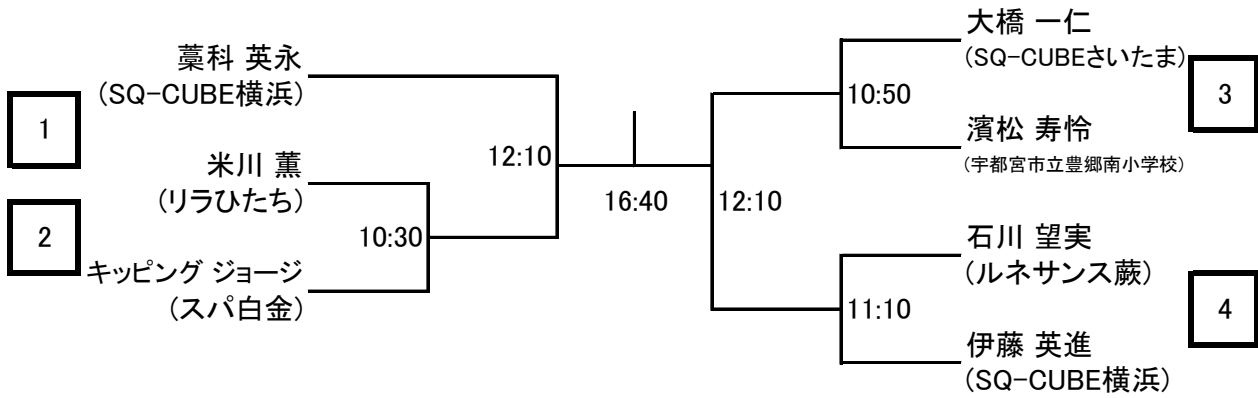 1
藁科 英永
(SQ-CUBE横浜)
12:10
2
米川 薫
(リラひたち)
10:30
キッピング ジョージ
(スパ白金)
16:40
大橋 一仁
(SQ-CUBEさいたま)
10:50
3
濱松 寿怜
(宇都宮市立豊郷南小学校)
12:10
石川 望実
(ルネサンス蕨)
11:10
4
伊藤 英進
(SQ-CUBE横浜)